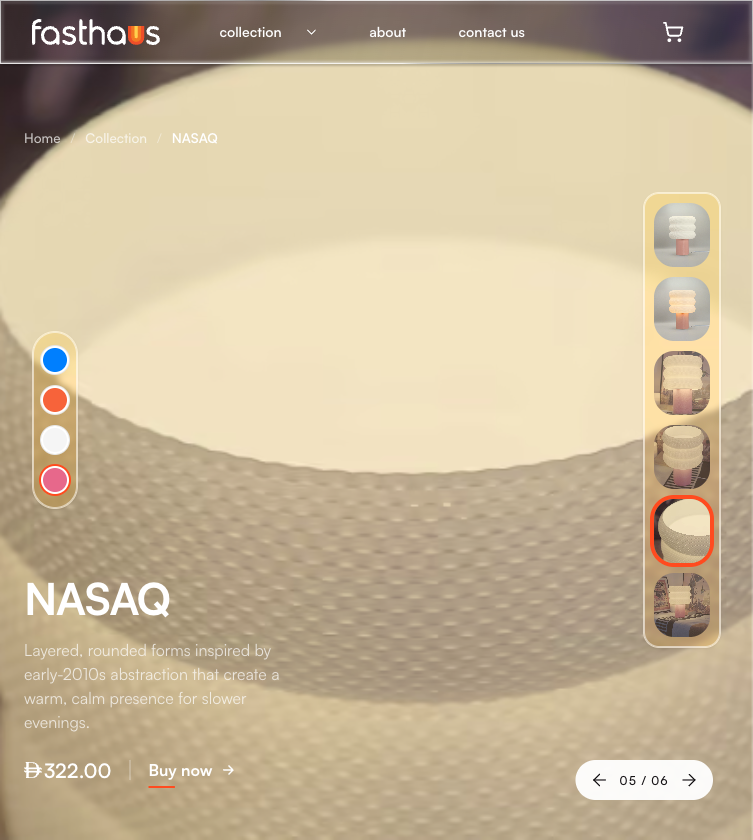 fasthaus
collection about contact us
Home / Collection / NASAQ
NASAQ
Layered, rounded forms inspired by
early-2010s abstraction that create a
warm, calm presence for slower
evenings.
322.00
Buy now →
← 05 / 06 →